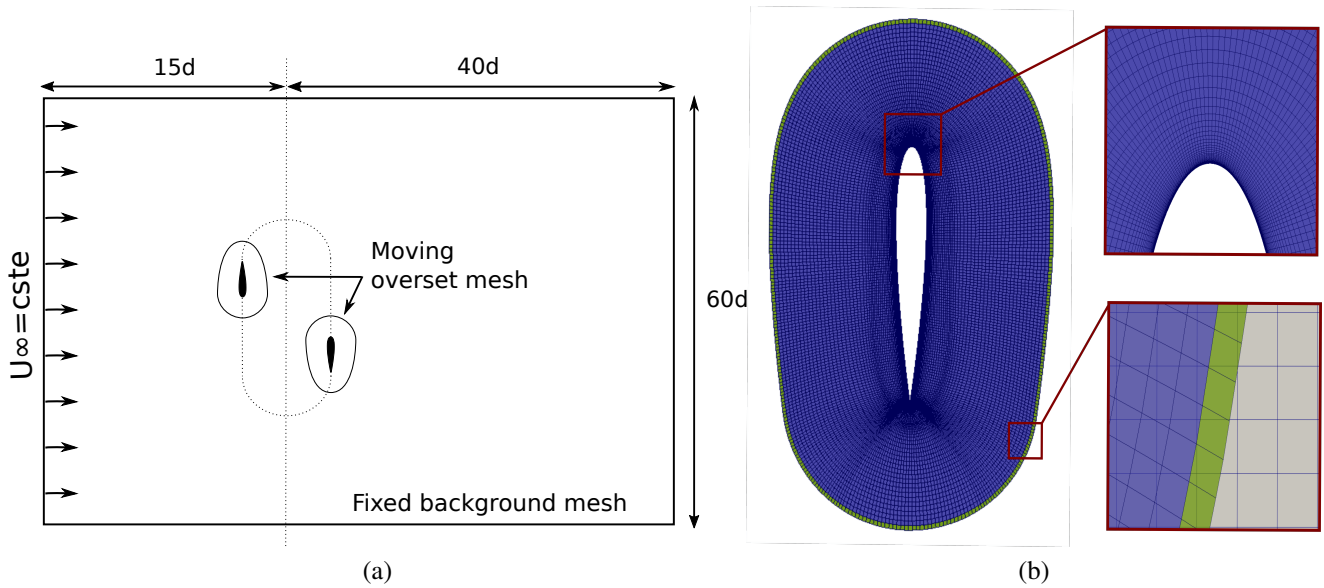 15d
40d
U∞=cste
Moving
overset mesh
60d
Fixed background mesh
(a)
(b)